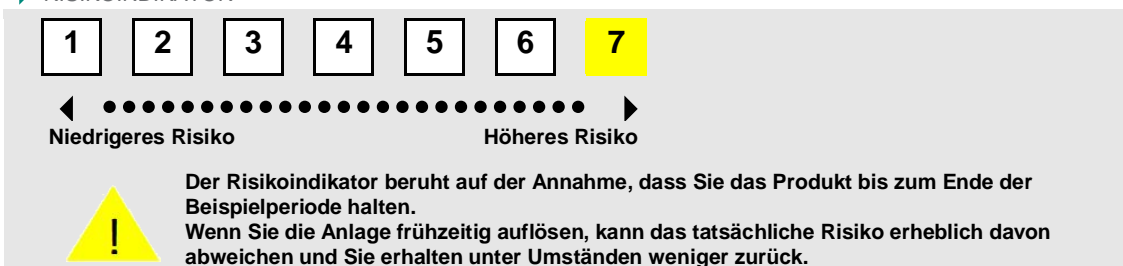 1 2 3 4 5 6 7
Niedrigeres Risiko Höheres Risiko
Der Risikoindikator beruht auf der Annahme, dass Sie das Produkt bis zum Ende der
Beispielperiode halten.
Wenn Sie die Anlage frühzeitig auflösen, kann das tatsächliche Risiko erheblich davon
abweichen und Sie erhalten unter Umständen weniger zurück.